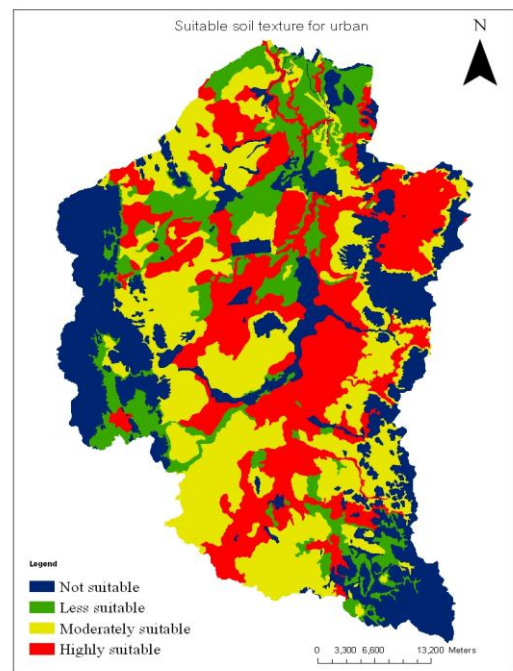 Suitable soil texture for urban
N
Legend
Not suitable
Less suitable
Moderately suitable
Highly suitable
0 3,300 6,600 13,200 Meters